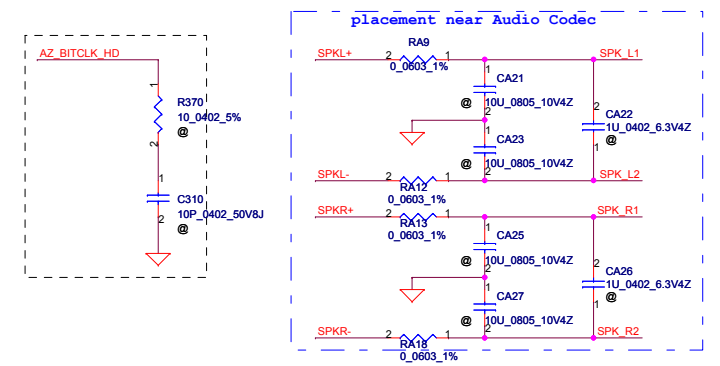 placement near Audio Codec
AZ_BITCLK_HD
1
R370
10_0402_5%
@
2
1
C310
10P_0402_50V8J
2
@
SPKL+
RA9
2 1
0_0603_1%
SPK_L1
1
CA21
@ 10U_0805_10V4Z
2
1
CA23
@ 10U_0805_10V4Z
2
2
CA22
1U_0402_6.3V4Z
@
1
SPKL-
2 1
RA12
0_0603_1%
SPK_L2
SPKR+
2 1
RA13
0_0603_1%
SPK_R1
1
CA25
@ 10U_0805_10V4Z
2
1
CA27
@ 10U_0805_10V4Z
2
2
CA26
1U_0402_6.3V4Z
@
1
SPKR-
2 1
RA18
0_0603_1%
SPK_R2